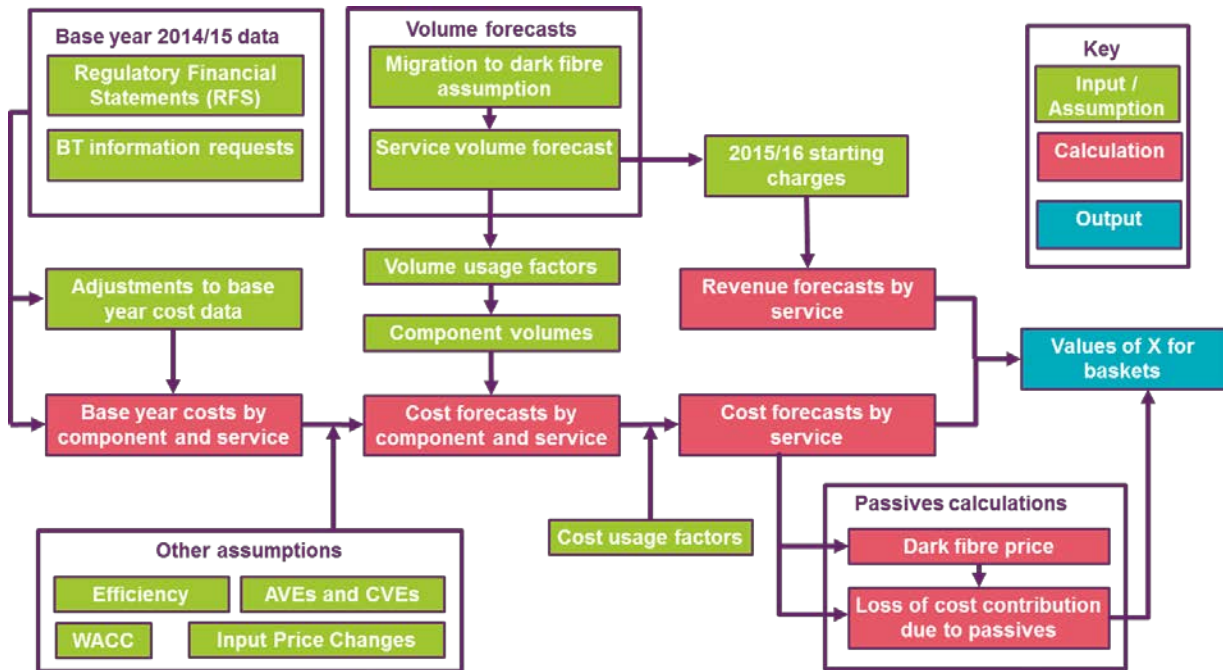 Base year 2014/15 data
Regulatory Financial
Statements (RFS)
BT information requests
Volume forecasts
Migration to dark fibre
assumption
Service volume forecast
2015/16 starting
charges
Key
Input /
Assumption
Calculation
Output
Adjustments to base
year cost data
Volume usage factors
Component volumes
Revenue forecasts by
service
Values of X for
baskets
Base year costs by
component and service
Cost forecasts by
component and service
Cost forecasts by
service
Other assumptions
Efficiency
AVEs and CVEs
WACC
Input Price Changes
Cost usage factors
Passives calculations
Dark fibre price
Loss of cost contribution
due to passives